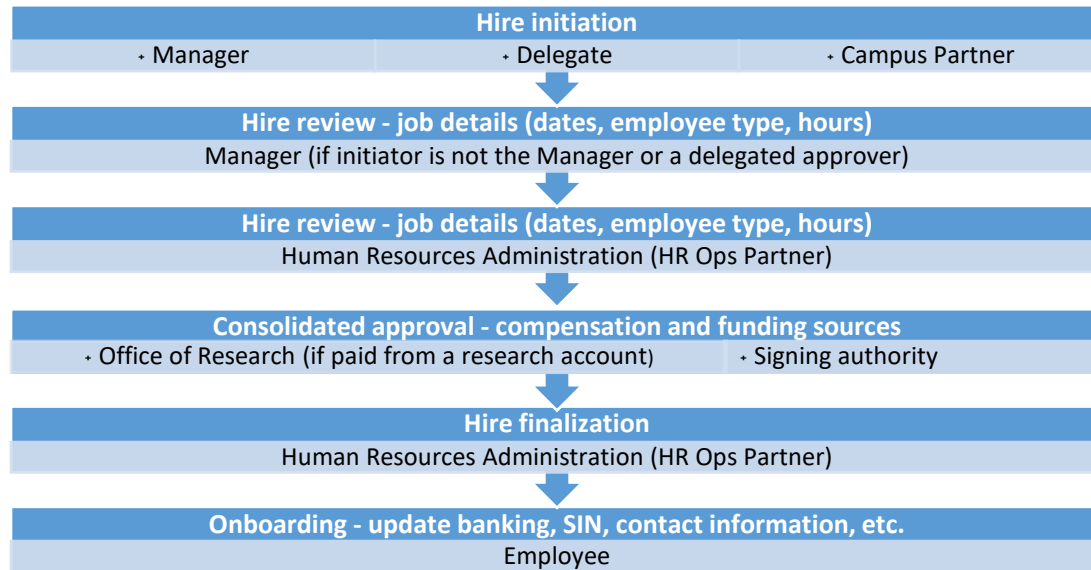 Hire initiation
+ Manager + Delegate + Campus Partner
Hire review - job details (dates, employee type, hours)
Manager (if initiator is not the Manager or a delegated approver)
Hire review - job details (dates, employee type, hours)
Human Resources Administration (HR Ops Partner)
Consolidated approval - compensation and funding sources
+ Office of Research (if paid from a research account) + Signing authority
Hire finalization
Human Resources Administration (HR Ops Partner)
Onboarding - update banking, SIN, contact information, etc.
Employee